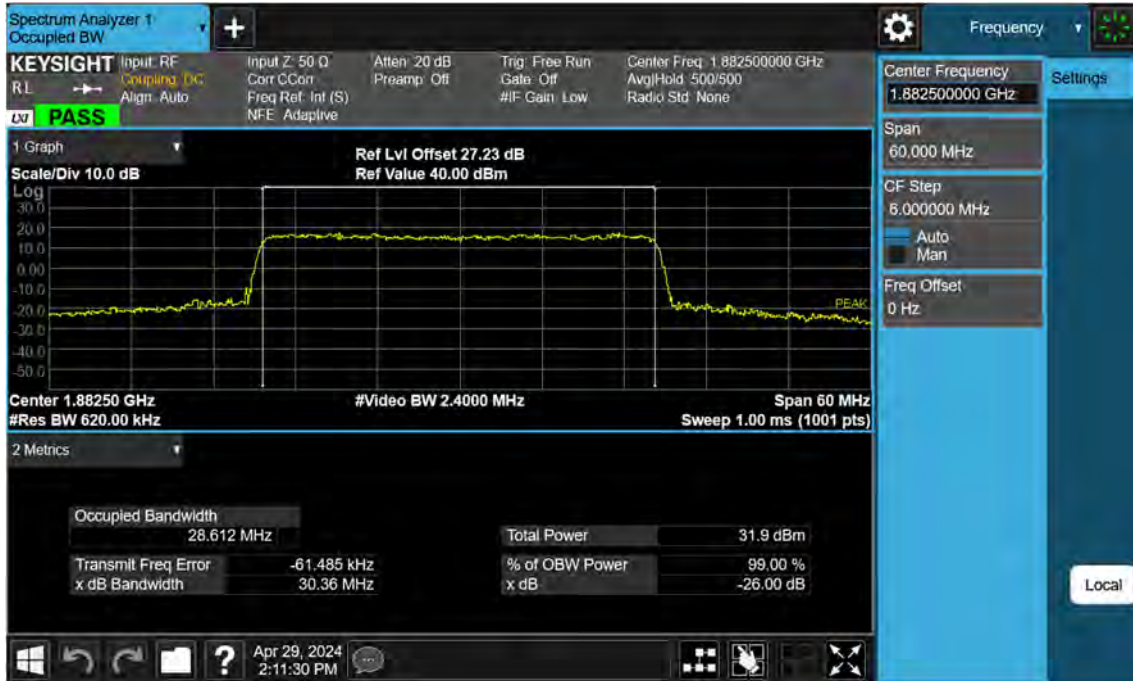 Spectrum Analyzer 1
Occupied BW
+
Frequency
KEYSIGHT
RL
LXI PASS
Input: RF
Coupling: DC
Align: Auto
Input Z: 50 Ω
Corr CCorr
Freq Ref: Int (S)
NFE: Adaptive
Atten: 20 dB
Preamp: Off
Trig: Free Run
Gate: Off
#IF Gain: Low
Center Freq: 1.882500000 GHz
Avg|Hold: 500/500
Radio Std: None
Center Frequency
1.882500000 GHz
Settings
Span
60.000 MHz
CF Step
6.000000 MHz
Auto
Man
Freq Offset
0 Hz
1 Graph
Scale/Div 10.0 dB
Ref Lvl Offset 27.23 dB
Ref Value 40.00 dBm
Log
30.0
20.0
10.0
0.00
-10.0
-20.0
-30.0
-40.0
-50.0
PEAK
Center 1.88250 GHz
#Video BW 2.4000 MHz
Span 60 MHz
#Res BW 620.00 kHz
Sweep 1.00 ms (1001 pts)
2 Metrics
Occupied Bandwidth
28.612 MHz
Total Power 31.9 dBm
Transmit Freq Error -61.485 kHz
% of OBW Power 99.00 %
x dB Bandwidth 30.36 MHz
x dB -26.00 dB
Local
?
Apr 29, 2024
2:11:30 PM